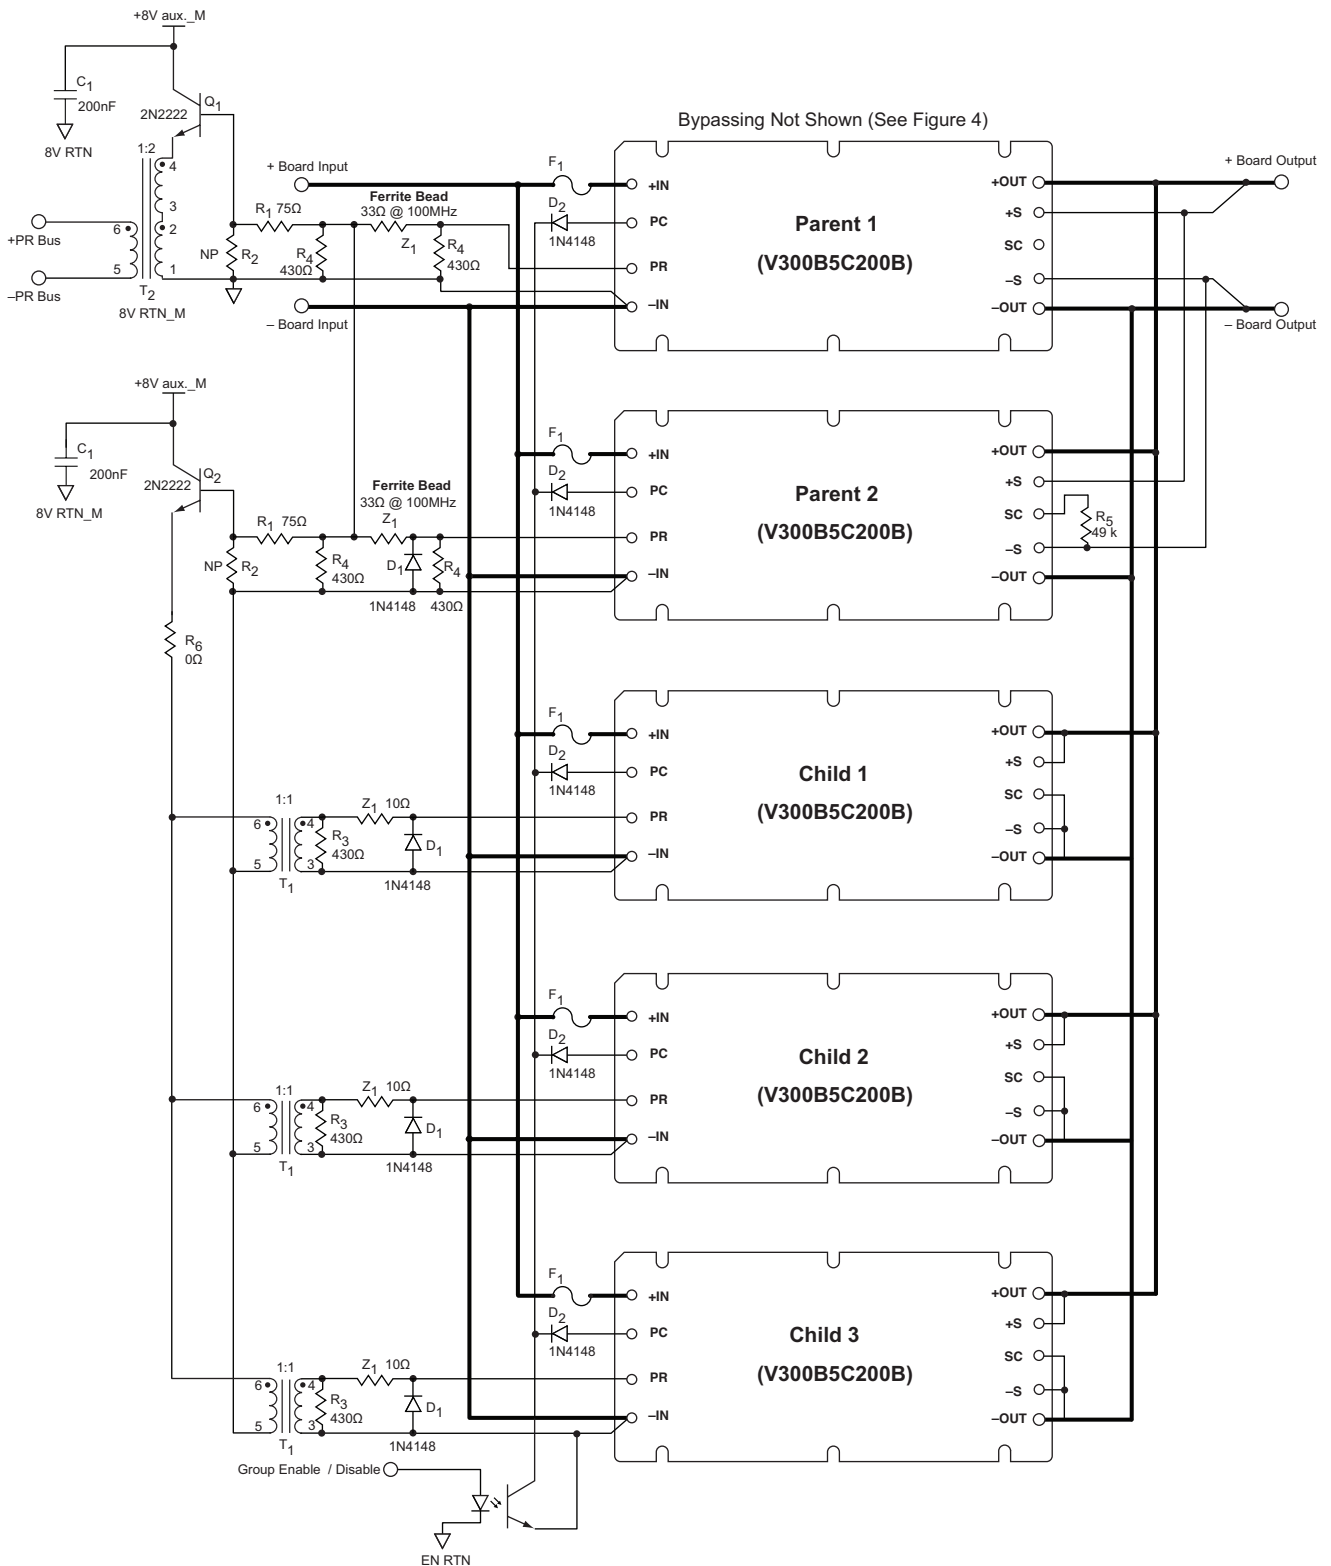 +8V aux._M
C1
200nF
8V RTN
2N2222
Q1
1:2
4
3
6
2
5
1
T2
8V RTN_M
+PR Bus
–PR Bus
NP
R2
R1 75Ω
R4
430Ω
Ferrite Bead
33Ω @ 100MHz
Z1
R4
430Ω
+ Board Input
– Board Input
Bypassing Not Shown (See Figure 4)
F1
D2
1N4148
+IN
PC
PR
–IN
Parent 1
(V300B5C200B)
+OUT
+S
SC
–S
–OUT
+ Board Output
– Board Output
+8V aux._M
C1
200nF
8V RTN_M
2N2222
Q2
NP
R2
R1 75Ω
R4
430Ω
Ferrite Bead
33Ω @ 100MHz
Z1
D1
1N4148
R4
430Ω
R6
0Ω
F1
D2
1N4148
+IN
PC
PR
–IN
Parent 2
(V300B5C200B)
+OUT
+S
SC
–S
–OUT
R5
49 k
1:1
6
4
5
3
T1
R3
430Ω
Z1 10Ω
D1
1N4148
F1
D2
1N4148
+IN
PC
PR
–IN
Child 1
(V300B5C200B)
+OUT
+S
SC
–S
–OUT
1:1
6
4
5
3
T1
R3
430Ω
Z1 10Ω
D1
1N4148
F1
D2
1N4148
+IN
PC
PR
–IN
Child 2
(V300B5C200B)
+OUT
+S
SC
–S
–OUT
1:1
6
4
5
3
T1
R3
430Ω
Z1 10Ω
D1
1N4148
F1
D2
1N4148
+IN
PC
PR
–IN
Child 3
(V300B5C200B)
+OUT
+S
SC
–S
–OUT
Group Enable / Disable
EN RTN